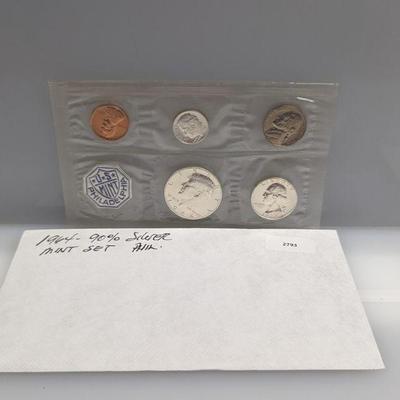 U.S.
MINT
PHILADELPHIA
1964 - 90% SILVER
MINT SET PHIL.
2793